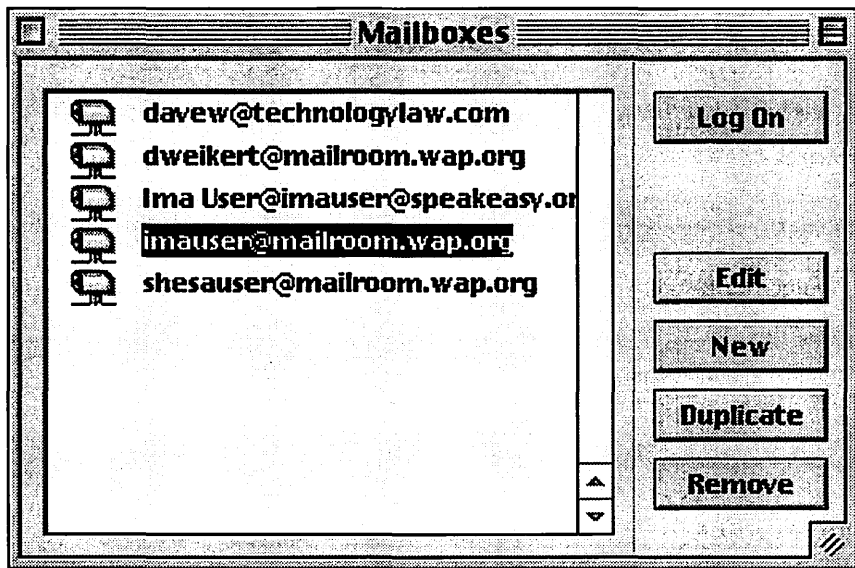 Mailboxes
davew@technologylaw.com
dweikert@mailroom.wap.org
Ima User@imauser@speakeasy.or
imauser@mailroom.wap.org
shesauser@mailroom.wap.org
Log On
Edit
New
Duplicate
Remove